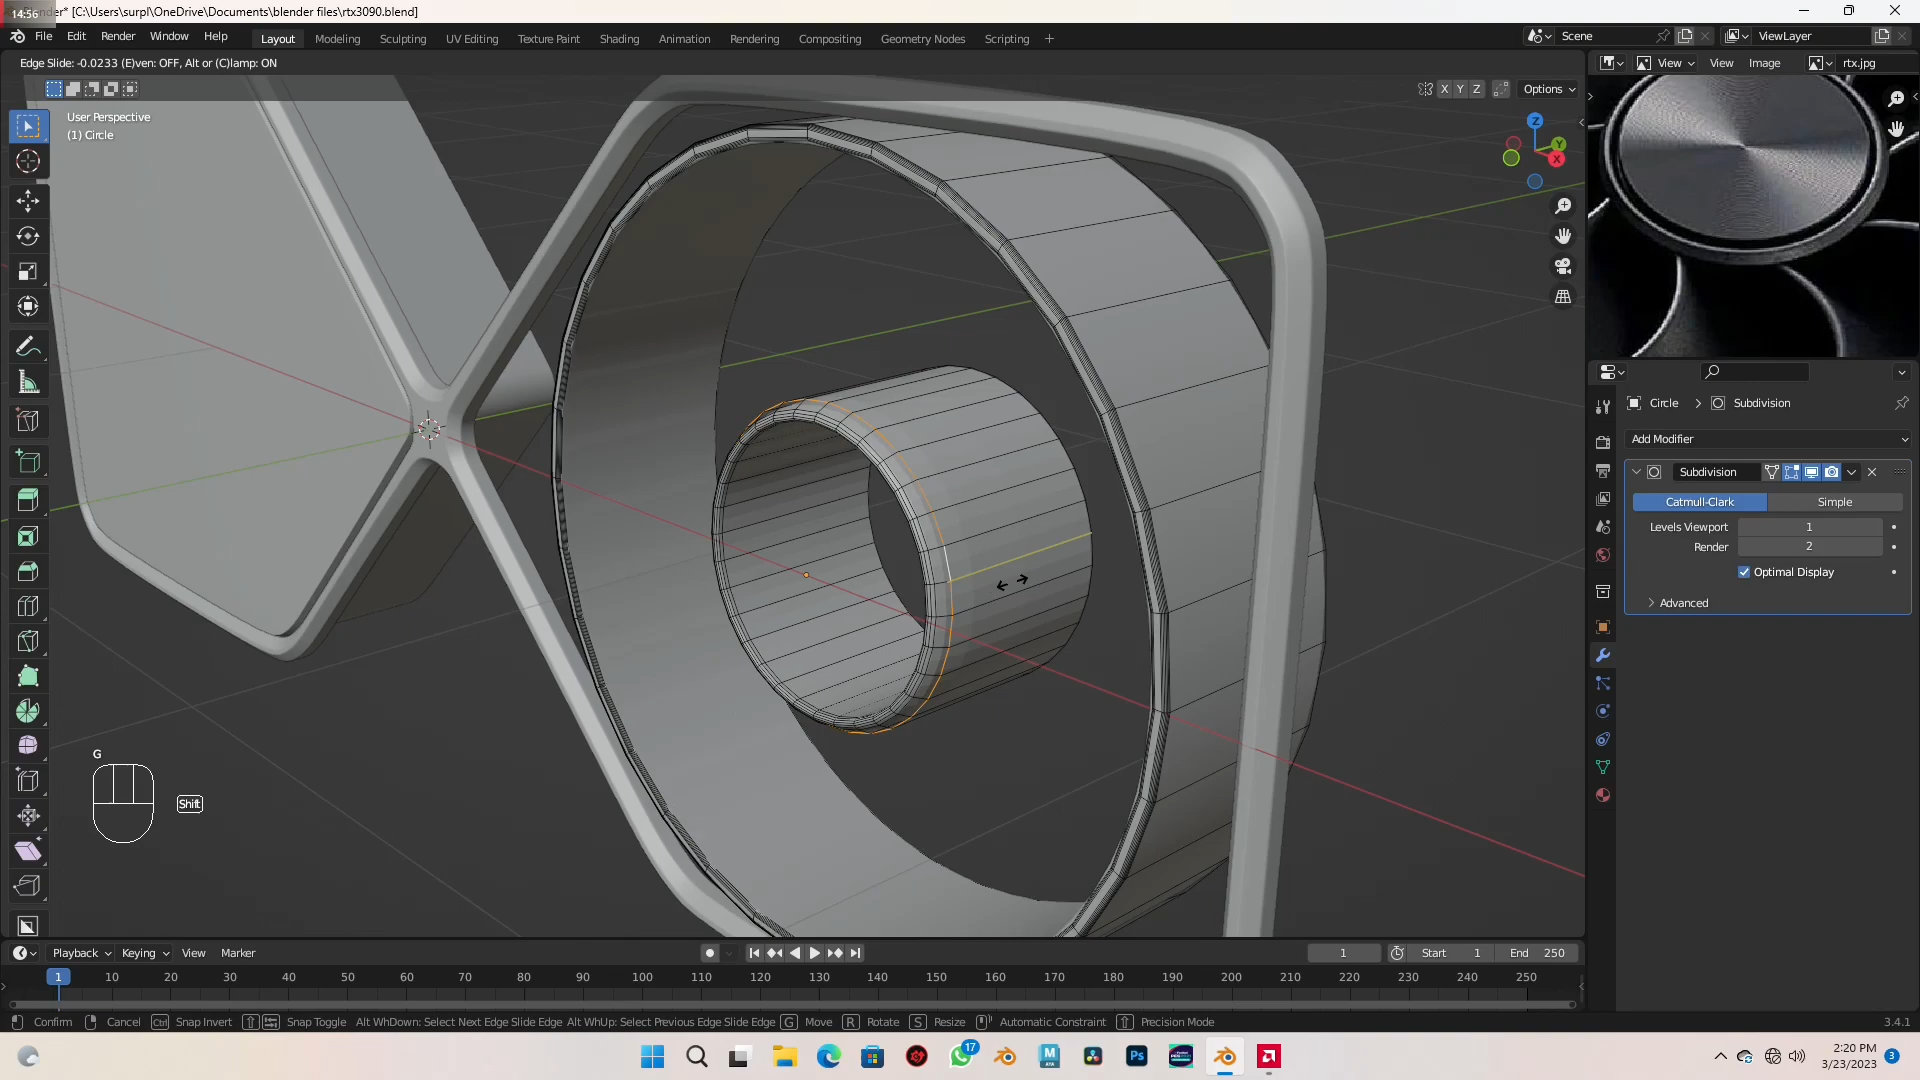 14:56
der* [C:\Users\surpl\OneDrive\Documents\blender files\rtx3090.blend]
File Edit Render Window Help
Layout Modeling Sculpting UV Editing Texture Paint Shading Animation Rendering Compositing Geometry Nodes Scripting +
Scene
ViewLayer
Edge Slide: -0.0233 (E)ven: OFF, Alt or (C)lamp: ON
View View Image rtx.jpg
X Y Z Options
User Perspective
(1) Circle
Z
Y
X
Circle > Subdivision
Add Modifier
Subdivision
Catmull-Clark Simple
Levels Viewport 1
Render 2
Optimal Display
Advanced
G
Shift
Playback Keying View Marker
1 Start 1 End 250
1 10 20 30 40 50 60 70 80 90 100 110 120 130 140 150 160 170 180 190 200 210 220 230 240 250
Confirm Cancel Ctrl Snap Invert Snap Toggle Alt WhDown: Select Next Edge Slide Edge Alt WhUp: Select Previous Edge Slide Edge G Move R Rotate S Resize Automatic Constraint Precision Mode
3.4.1
17
M
Ps
2:20 PM
3/23/2023
3